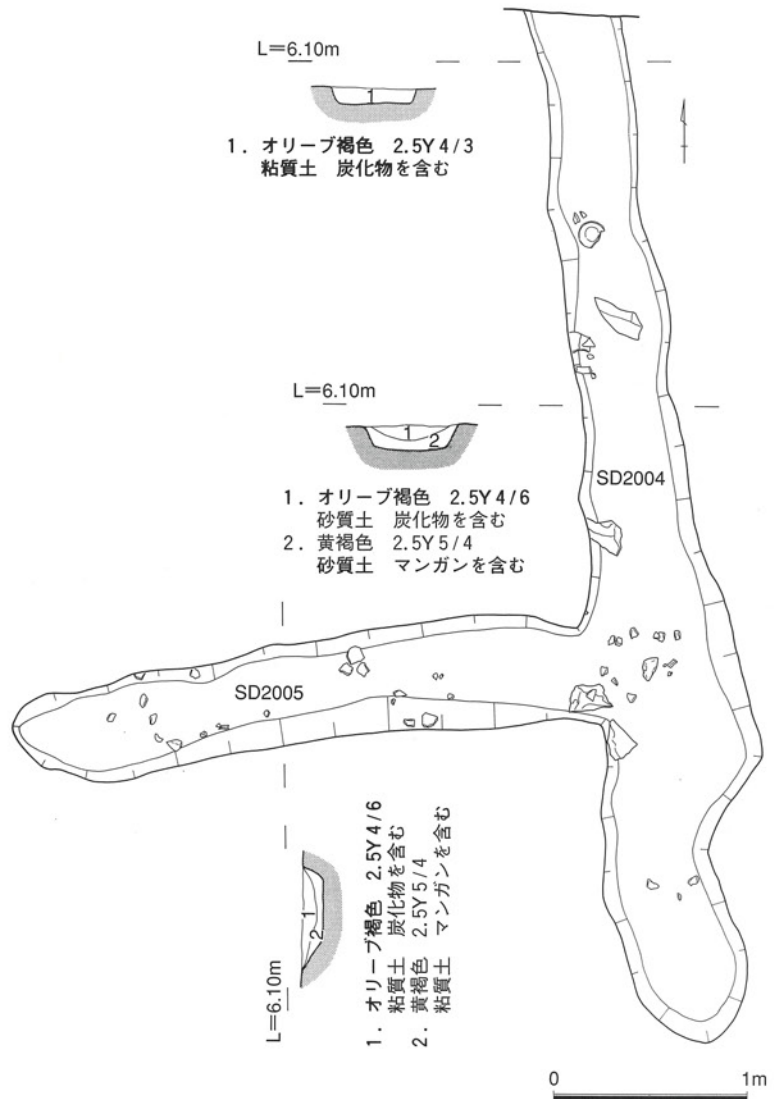 L=6.10m
1
1. オリーブ褐色 2.5Y 4/3
粘質土 炭化物を含む
L=6.10m
1
2
1. オリーブ褐色 2.5Y 4/6
砂質土 炭化物を含む
2. 黄褐色 2.5Y 5/4
砂質土 マンガンを含む
SD2004
SD2005
L=6.10m
1
2
1. オリーブ褐色 2.5Y 4/6
粘質土 炭化物を含む
2. 黄褐色 2.5Y 5/4
粘質土 マンガンを含む
0 1m